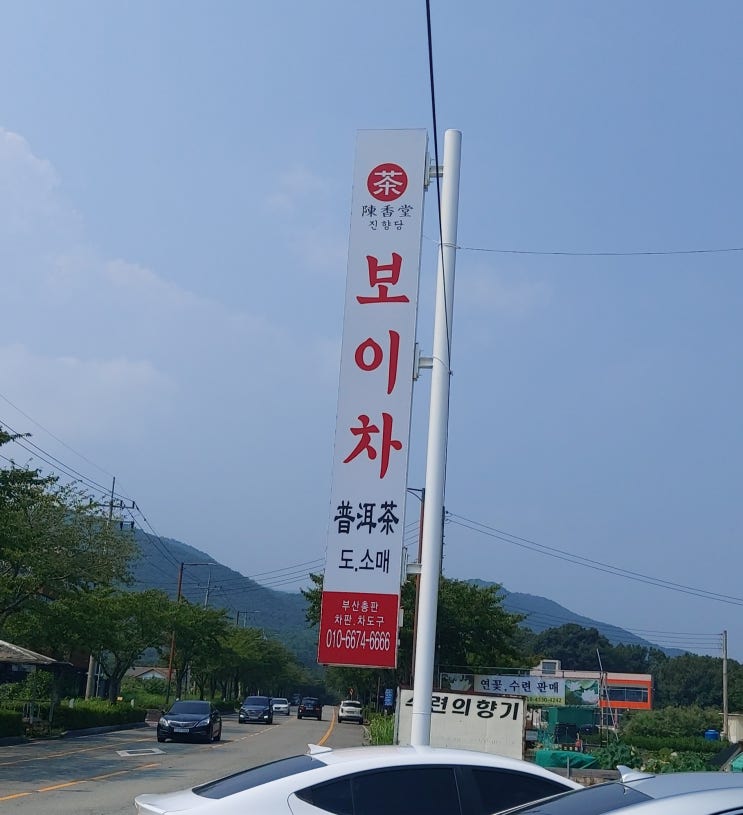 茶
陳香堂
진향당
보이차
普洱茶
도.소매
부산총판
차판.차도구
010-6674-6666
연꽃.수련 판매
수련의향기